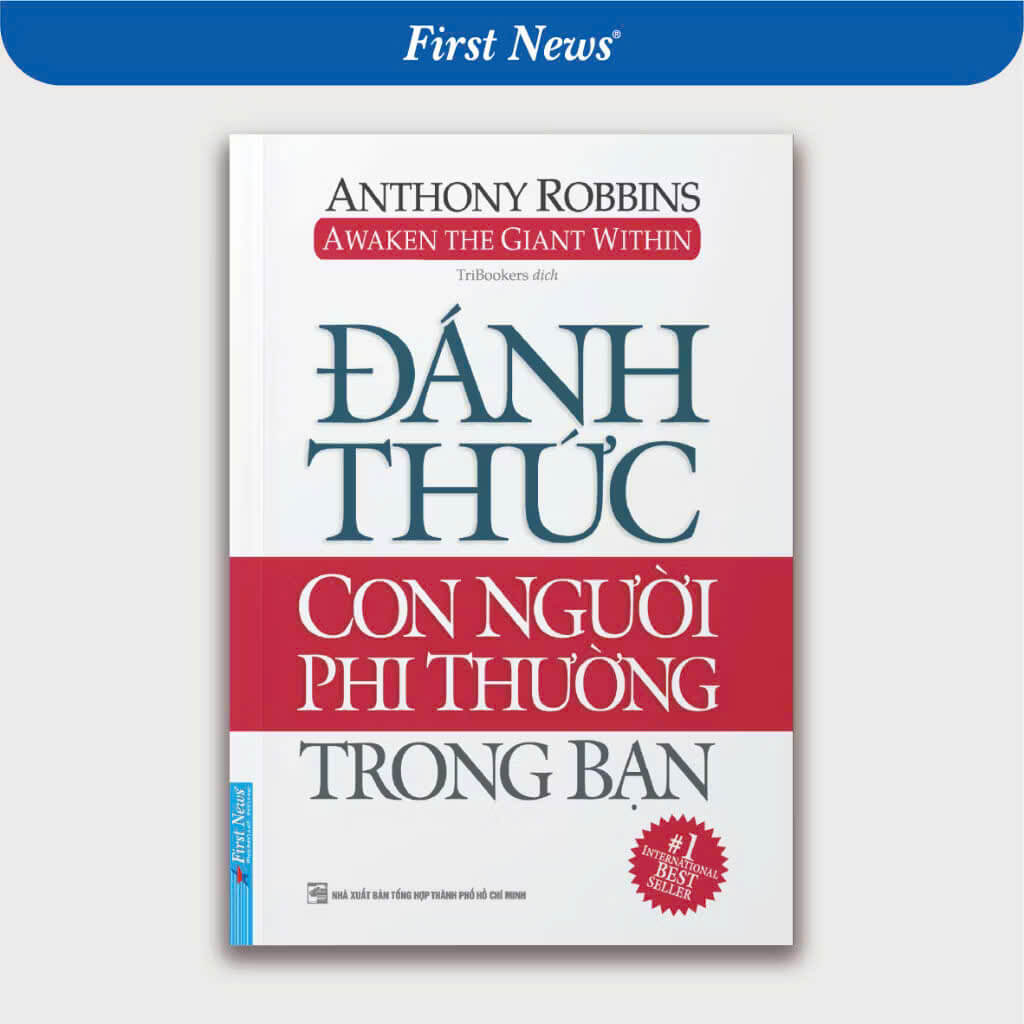 First News®
ANTHONY ROBBINS
AWAKEN THE GIANT WITHIN
TriBookers dịch
ĐÁNH
THỨC
CON NGƯỜI
PHI THƯỜNG
TRONG BẠN
#1
INTERNATIONAL
BEST
SELLER
First News®
NHÀ XUẤT BẢN TỔNG HỢP THÀNH PHỐ HỒ CHÍ MINH